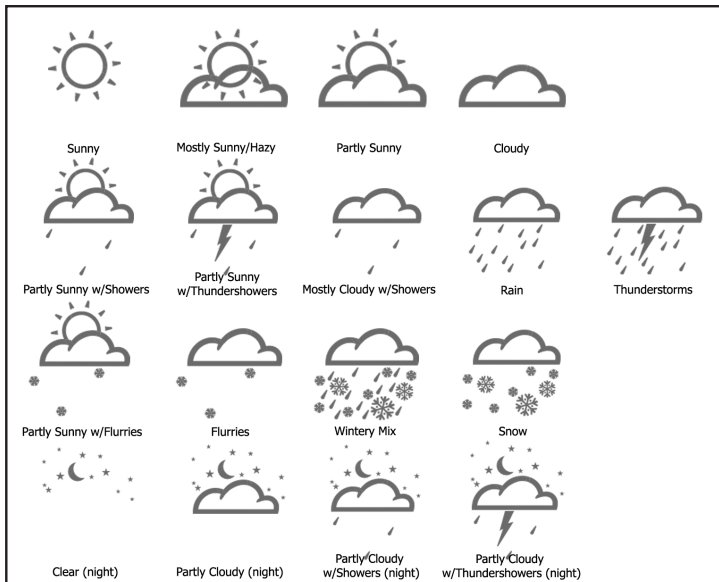 Sunny
Mostly Sunny/Hazy
Partly Sunny
Cloudy
Partly Sunny w/Showers
Partly Sunny
w/Thundershowers
Mostly Cloudy w/Showers
Rain
Thunderstorms
Partly Sunny w/Flurries
Flurries
Wintery Mix
Snow
Clear (night)
Partly Cloudy (night)
Partly Cloudy
w/Showers (night)
Partly Cloudy
w/Thundershowers (night)